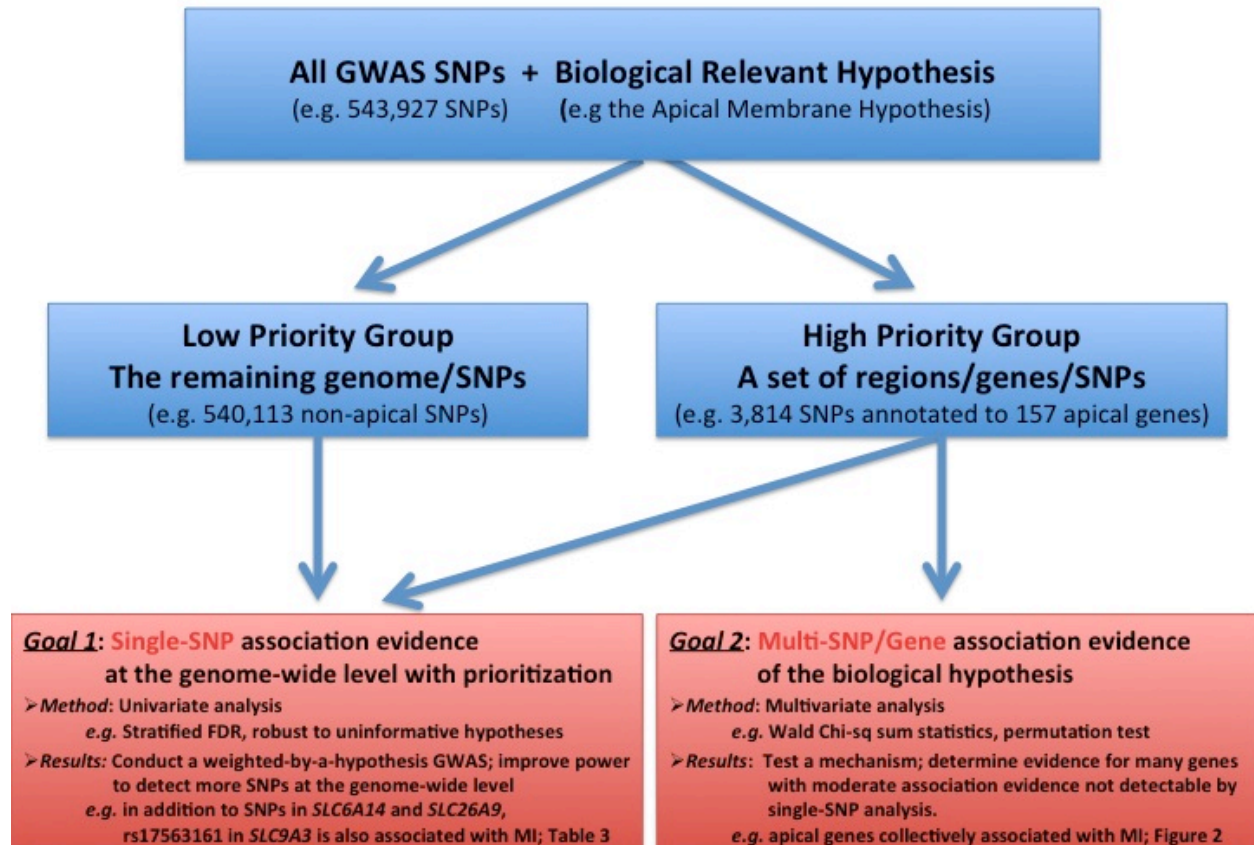 All GWAS SNPs + Biological Relevant Hypothesis
(e.g. 543,927 SNPs) (e.g the Apical Membrane Hypothesis)
Low Priority Group
The remaining genome/SNPs
(e.g. 540,113 non-apical SNPs)
High Priority Group
A set of regions/genes/SNPs
(e.g. 3,814 SNPs annotated to 157 apical genes)
Goal 1: Single-SNP association evidence
at the genome-wide level with prioritization
➢Method: Univariate analysis
e.g. Stratified FDR, robust to uninformative hypotheses
➢Results: Conduct a weighted-by-a-hypothesis GWAS; improve power
to detect more SNPs at the genome-wide level
e.g. in addition to SNPs in SLC6A14 and SLC26A9,
rs17563161 in SLC9A3 is also associated with MI; Table 3
Goal 2: Multi-SNP/Gene association evidence
of the biological hypothesis
➢Method: Multivariate analysis
e.g. Wald Chi-sq sum statistics, permutation test
➢Results: Test a mechanism; determine evidence for many genes
with moderate association evidence not detectable by
single-SNP analysis.
e.g. apical genes collectively associated with MI; Figure 2